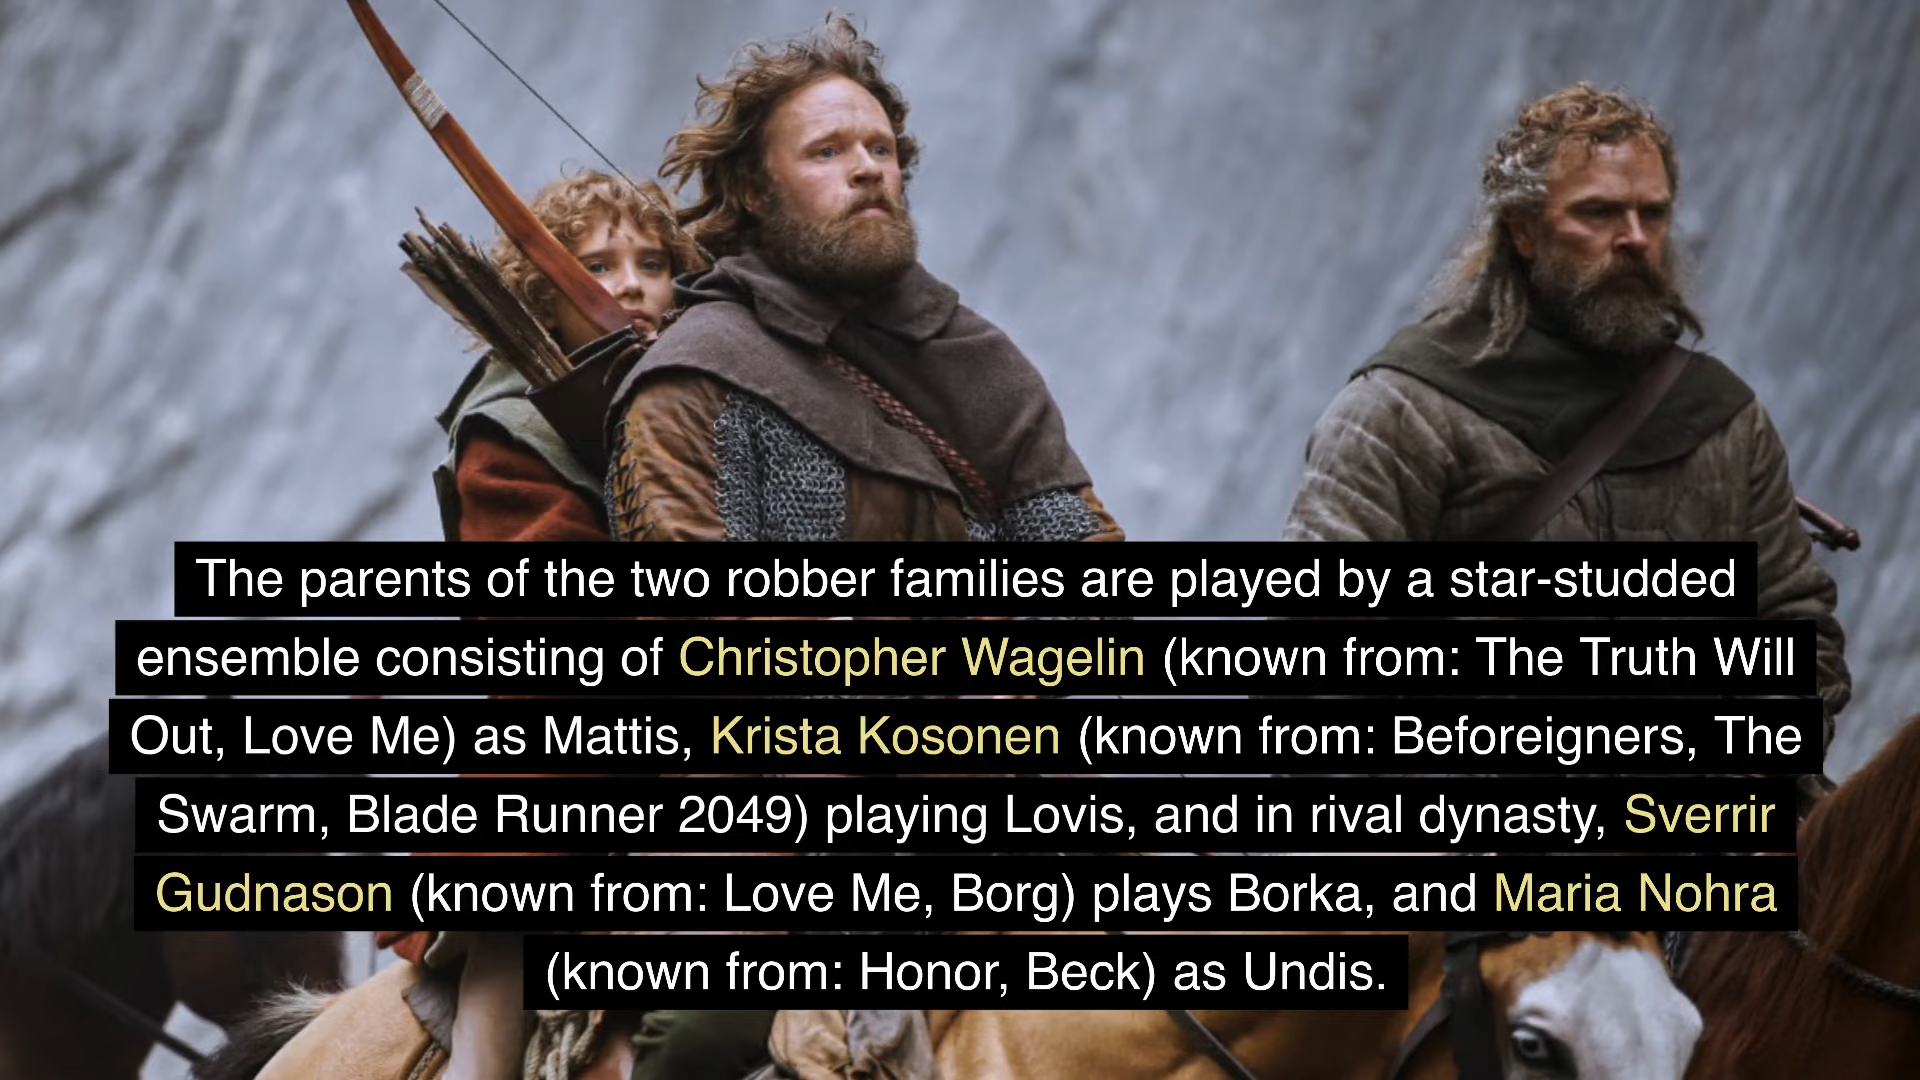 The parents of the two robber families are played by a star-studded
ensemble consisting of Christopher Wagelin (known from: The Truth Will
Out, Love Me) as Mattis, Krista Kosonen (known from: Beforeigners, The
Swarm, Blade Runner 2049) playing Lovis, and in rival dynasty, Sverrir
Gudnason (known from: Love Me, Borg) plays Borka, and Maria Nohra
(known from: Honor, Beck) as Undis.